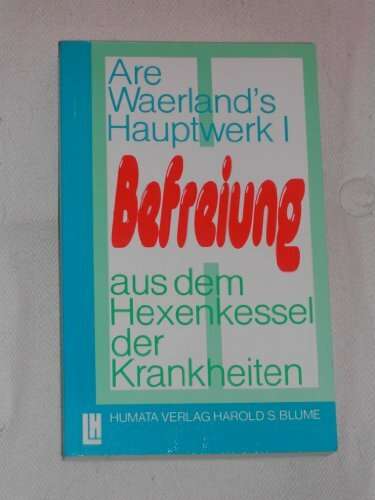 Are
Waerland's
Hauptwerk I
Befreiung
aus dem
Hexenkessel
der
Krankheiten
LH
HUMATA VERLAG HAROLD S. BLUME